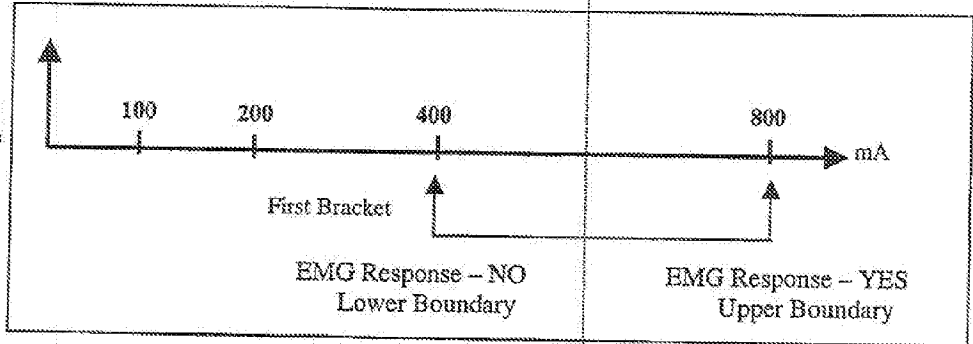 100 200 400 800
mA
First Bracket
EMG Response – NO EMG Response – YES
Lower Boundary Upper Boundary